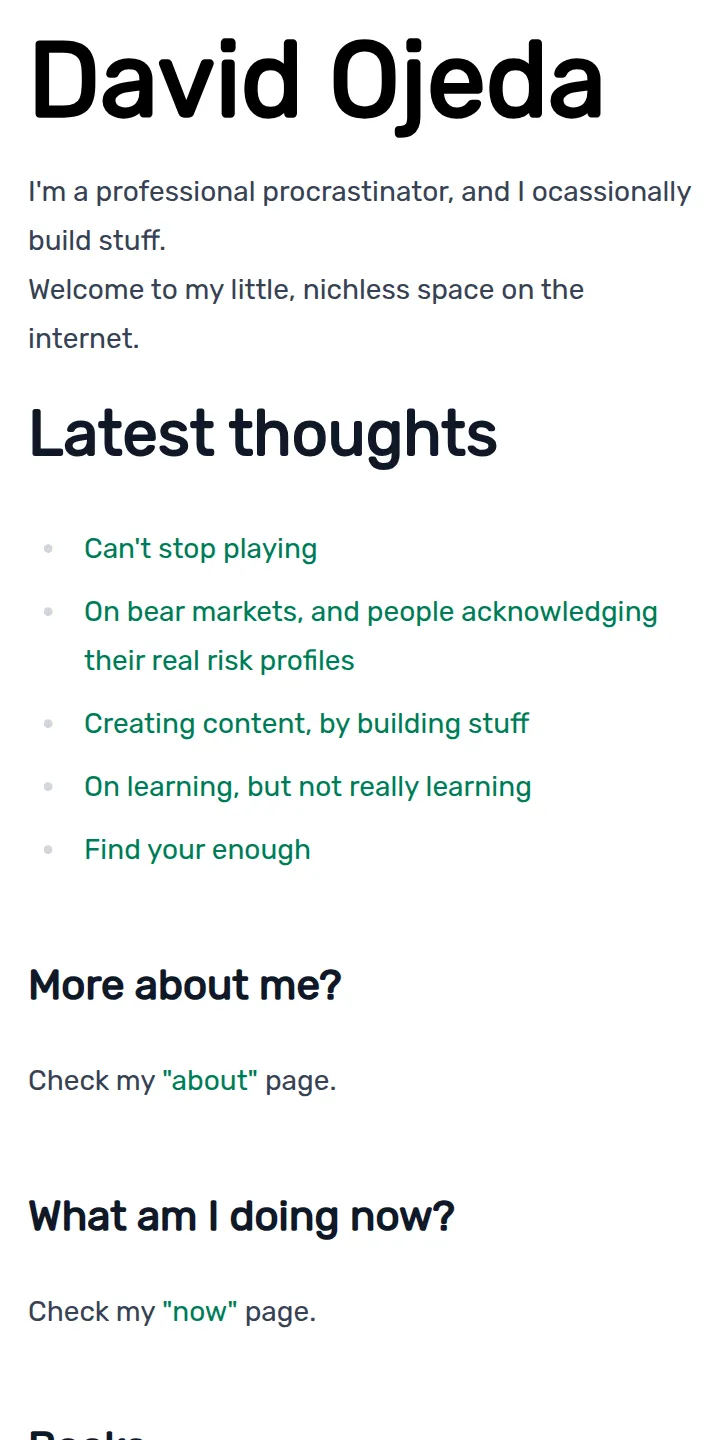 David Ojeda
I'm a professional procrastinator, and I ocassionally
build stuff.
Welcome to my little, nichless space on the
internet.
Latest thoughts
Can't stop playing
On bear markets, and people acknowledging
their real risk profiles
Creating content, by building stuff
On learning, but not really learning
Find your enough
More about me?
Check my "about" page.
What am I doing now?
Check my "now" page.
Books